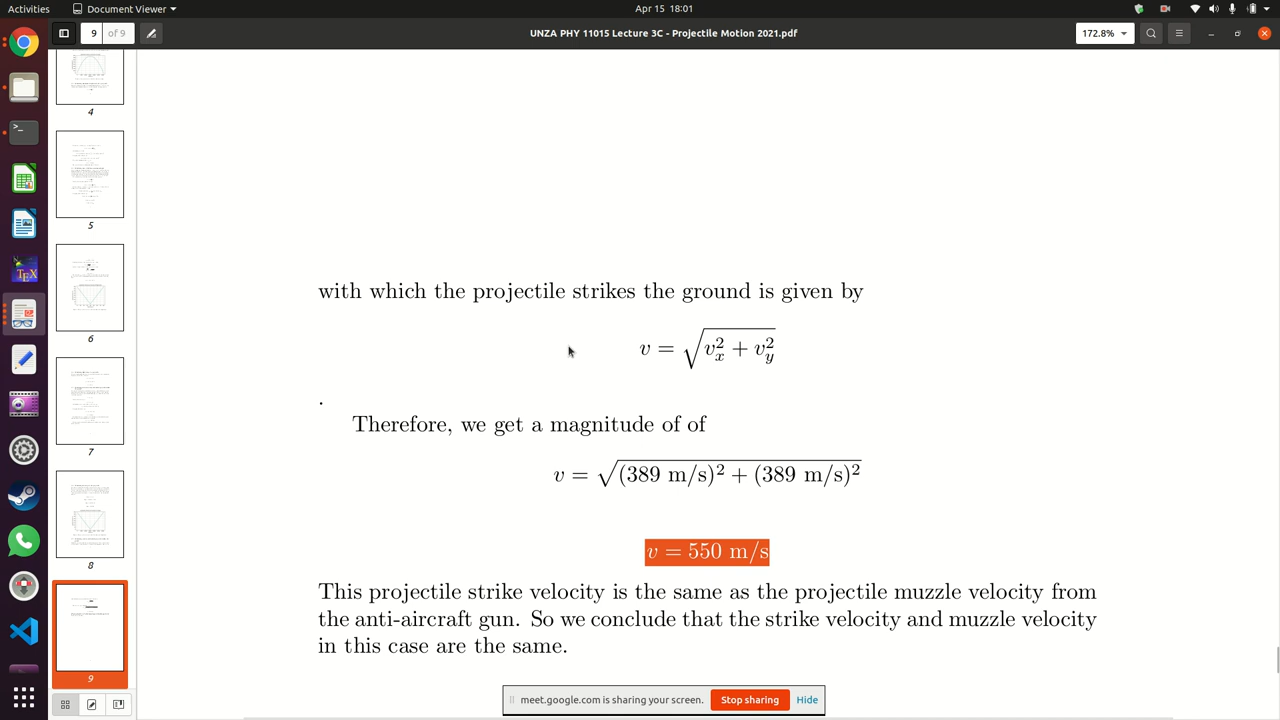 Activities
Document Viewer
Apr 15 18:01
9 of 9
UNZA PHY 11015 Lecture 3C - Projectile Motion 2021.pdf
172.8%
4
5
6
7
8
9
with which the projectile strikes the ground is given by
v = √(v_x^2 + v_y^2)
.
Therefore, we get a magnitude of of
v = √((389 m/s)^2 + (389 m/s)^2)
v = 550 m/s
This projectile strike velocity is the same as the projectile muzzle velocity from
the anti-aircraft gun. So we conclude that the strike velocity and muzzle velocity
in this case are the same.
meet.google.com is sharing your screen. Stop sharing Hide